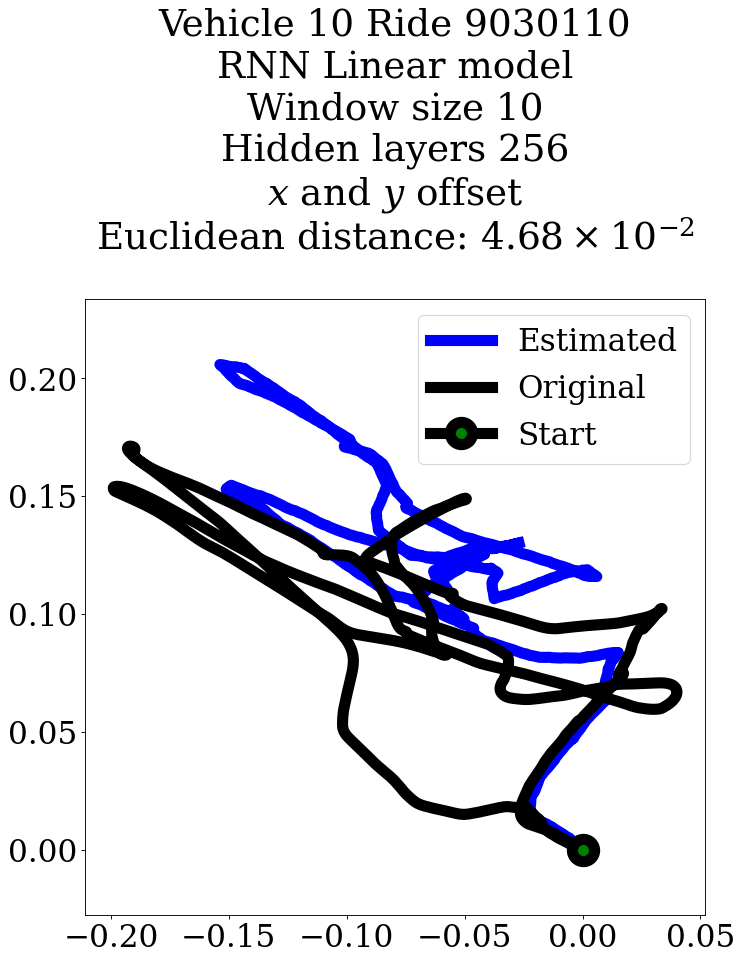 Vehicle 10 Ride 9030110
RNN Linear model
Window size 10
Hidden layers 256
x and y offset
Euclidean distance: 4.68 × 10⁻²
Estimated
Original
Start
0.20
0.15
0.10
0.05
0.00
−0.20 −0.15 −0.10 −0.05 0.00 0.05